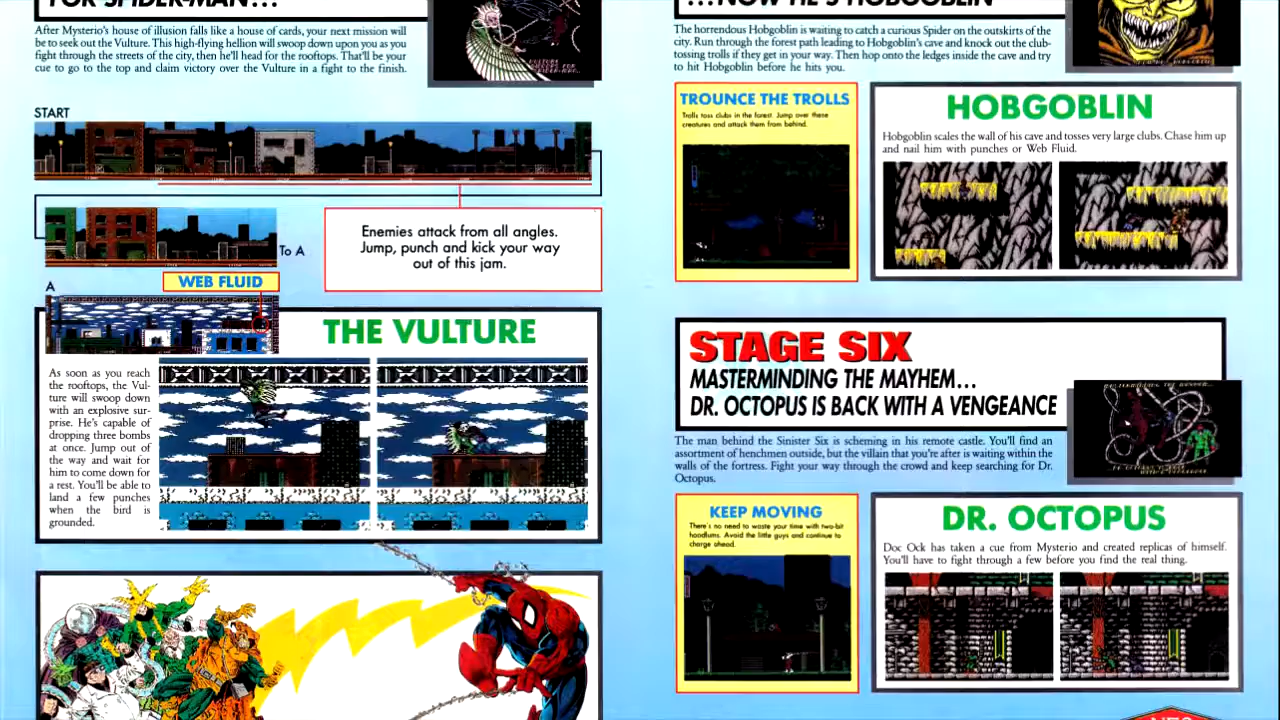 FOR SPIDER-MAN...
After Mysterio's house of illusion falls like a house of cards, your next mission will
be to seek out the Vulture. This high-flying hellion will swoop down upon you as you
fight through the streets of the city, then he'll head for the rooftops. That'll be your
cue to go to the top and claim victory over the Vulture in a fight to the finish.
START
Enemies attack from all angles.
Jump, punch and kick your way
out of this jam.
To A
A
WEB FLUID
THE VULTURE
As soon as you reach
the rooftops, the Vul-
ture will swoop down
with an explosive sur-
prise. He's capable of
dropping three bombs
at once. Jump out of
the way and wait for
him to come down for
a rest. You'll be able to
land a few punches
when the bird is
grounded.
...NOW HE'S HOBGOBLIN
The horrendous Hobgoblin is waiting to catch a curious Spider on the outskirts of the
city. Run through the forest path leading to Hobgoblin's cave and knock out the club-
tossing trolls if they get in your way. Then hop onto the ledges inside the cave and try
to hit Hobgoblin before he hits you.
TROUNCE THE TROLLS
Trolls toss clubs in the forest. Jump over these
creatures and attack them from behind.
HOBGOBLIN
Hobgoblin scales the wall of his cave and tosses very large clubs. Chase him up
and nail him with punches or Web Fluid.
STAGE SIX
MASTERMINDING THE MAYHEM...
DR. OCTOPUS IS BACK WITH A VENGEANCE
The man behind the Sinister Six is scheming in his remote castle. You'll find an
assortment of henchmen outside, but the villain that you're after is waiting within the
walls of the fortress. Fight your way through the crowd and keep searching for Dr.
Octopus.
KEEP MOVING
There's no need to waste your time with two-bit
hoodlums. Avoid the little guys and continue to
charge ahead.
DR. OCTOPUS
Doc Ock has taken a cue from Mysterio and created replicas of himself.
You'll have to fight through a few before you find the real thing.